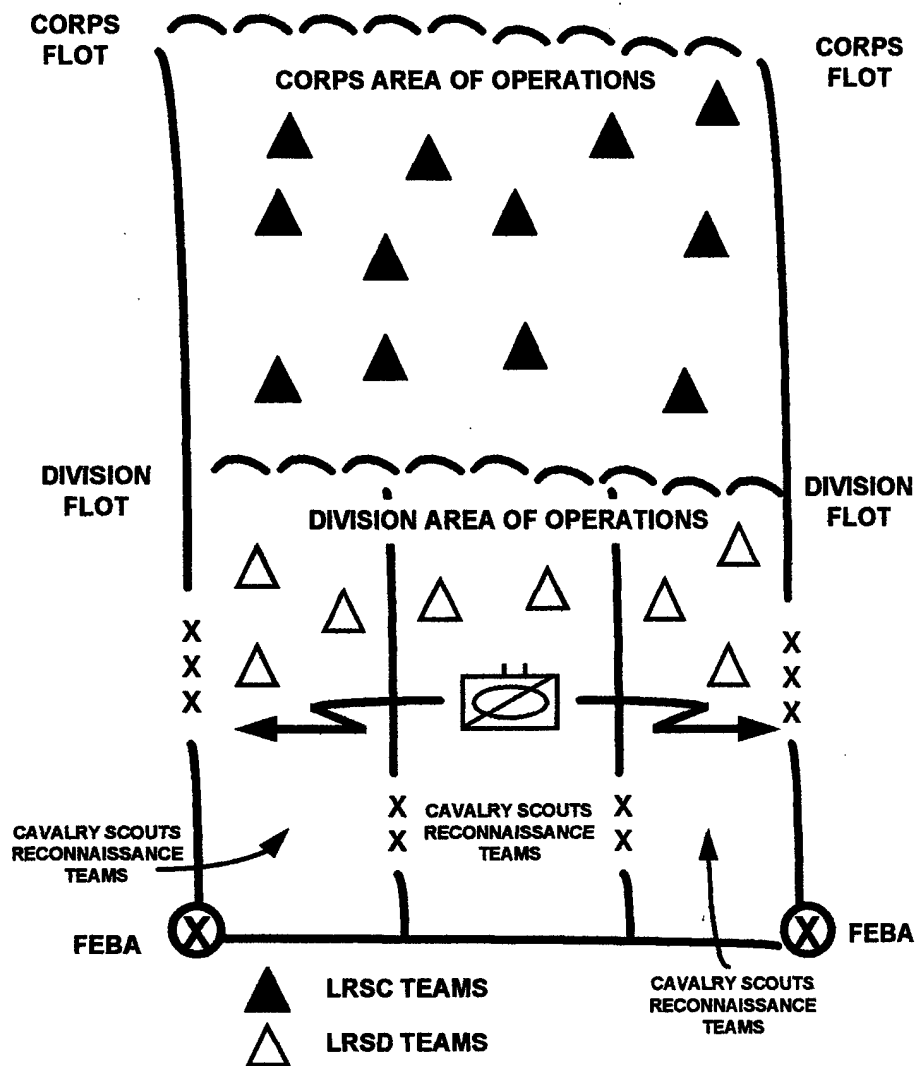 CORPS
FLOT
CORPS
FLOT
CORPS AREA OF OPERATIONS
DIVISION
FLOT
DIVISION
FLOT
DIVISION AREA OF OPERATIONS
X
X
X
X
X
X
CAVALRY SCOUTS
RECONNAISSANCE
TEAMS
X
X
CAVALRY SCOUTS
RECONNAISSANCE
TEAMS
X
X
FEBA
X
X
FEBA
CAVALRY SCOUTS
RECONNAISSANCE
TEAMS
LRSC TEAMS
LRSD TEAMS